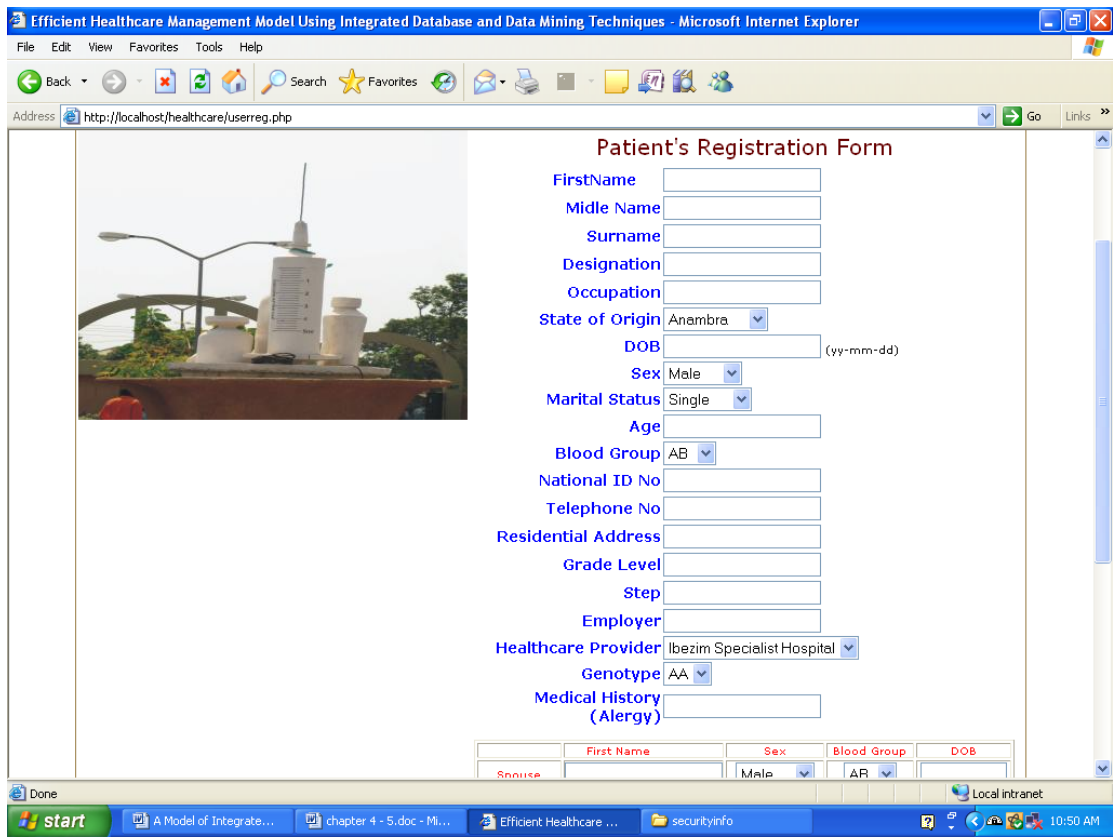 Efficient Healthcare Management Model Using Integrated Database and Data Mining Techniques - Microsoft Internet Explorer
File Edit View Favorites Tools Help
Back Search Favorites
Address http://localhost/healthcare/userreg.php Go Links »
Patient's Registration Form
FirstName
Midle Name
Surname
Designation
Occupation
State of Origin Anambra
DOB (yy-mm-dd)
Sex Male
Marital Status Single
Age
Blood Group AB
National ID No
Telephone No
Residential Address
Grade Level
Step
Employer
Healthcare Provider Ibezim Specialist Hospital
Genotype AA
Medical History
(Alergy)
First Name Sex Blood Group DOB
Spouse Male AB
Done Local intranet
start A Model of Integrate... chapter 4 - 5.doc - Mi... Efficient Healthcare ... securityinfo 10:50 AM